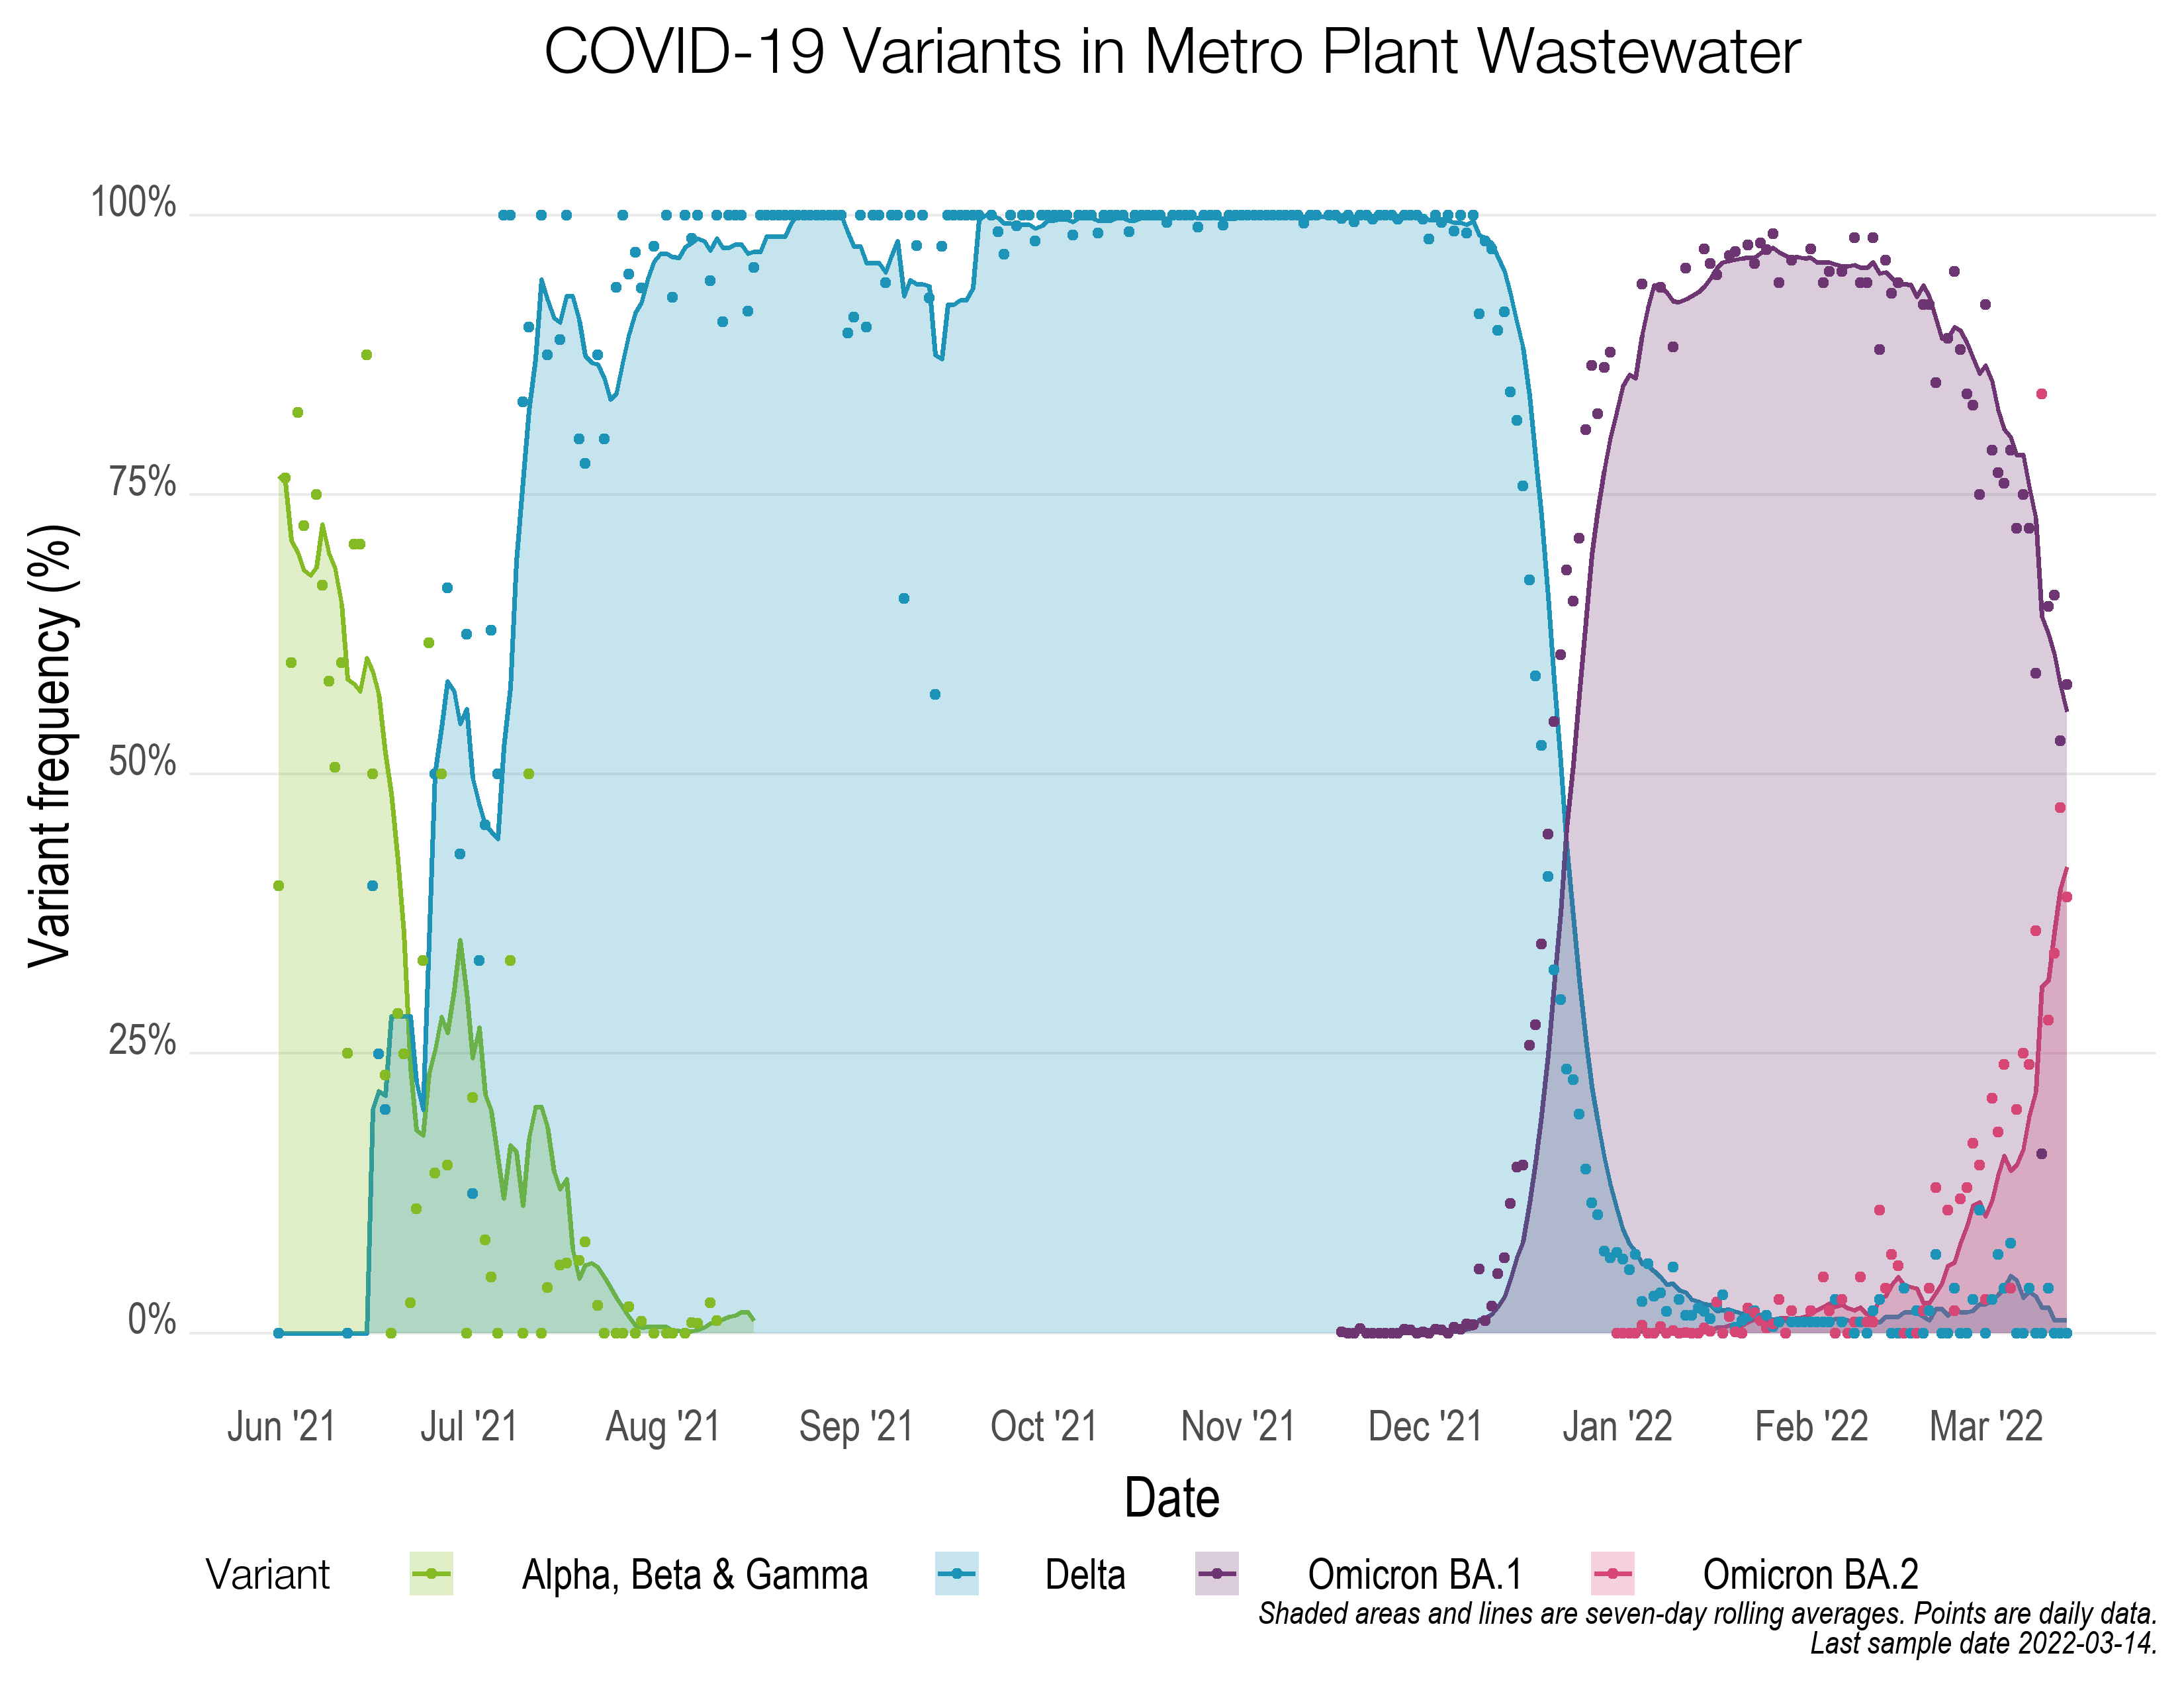 COVID-19 Variants in Metro Plant Wastewater
Variant frequency (%)
100%
75%
50%
25%
0%
Jun '21 Jul '21 Aug '21 Sep '21 Oct '21 Nov '21 Dec '21 Jan '22 Feb '22 Mar '22
Date
Variant Alpha, Beta & Gamma Delta Omicron BA.1 Omicron BA.2
Shaded areas and lines are seven-day rolling averages. Points are daily data.
Last sample date 2022-03-14.